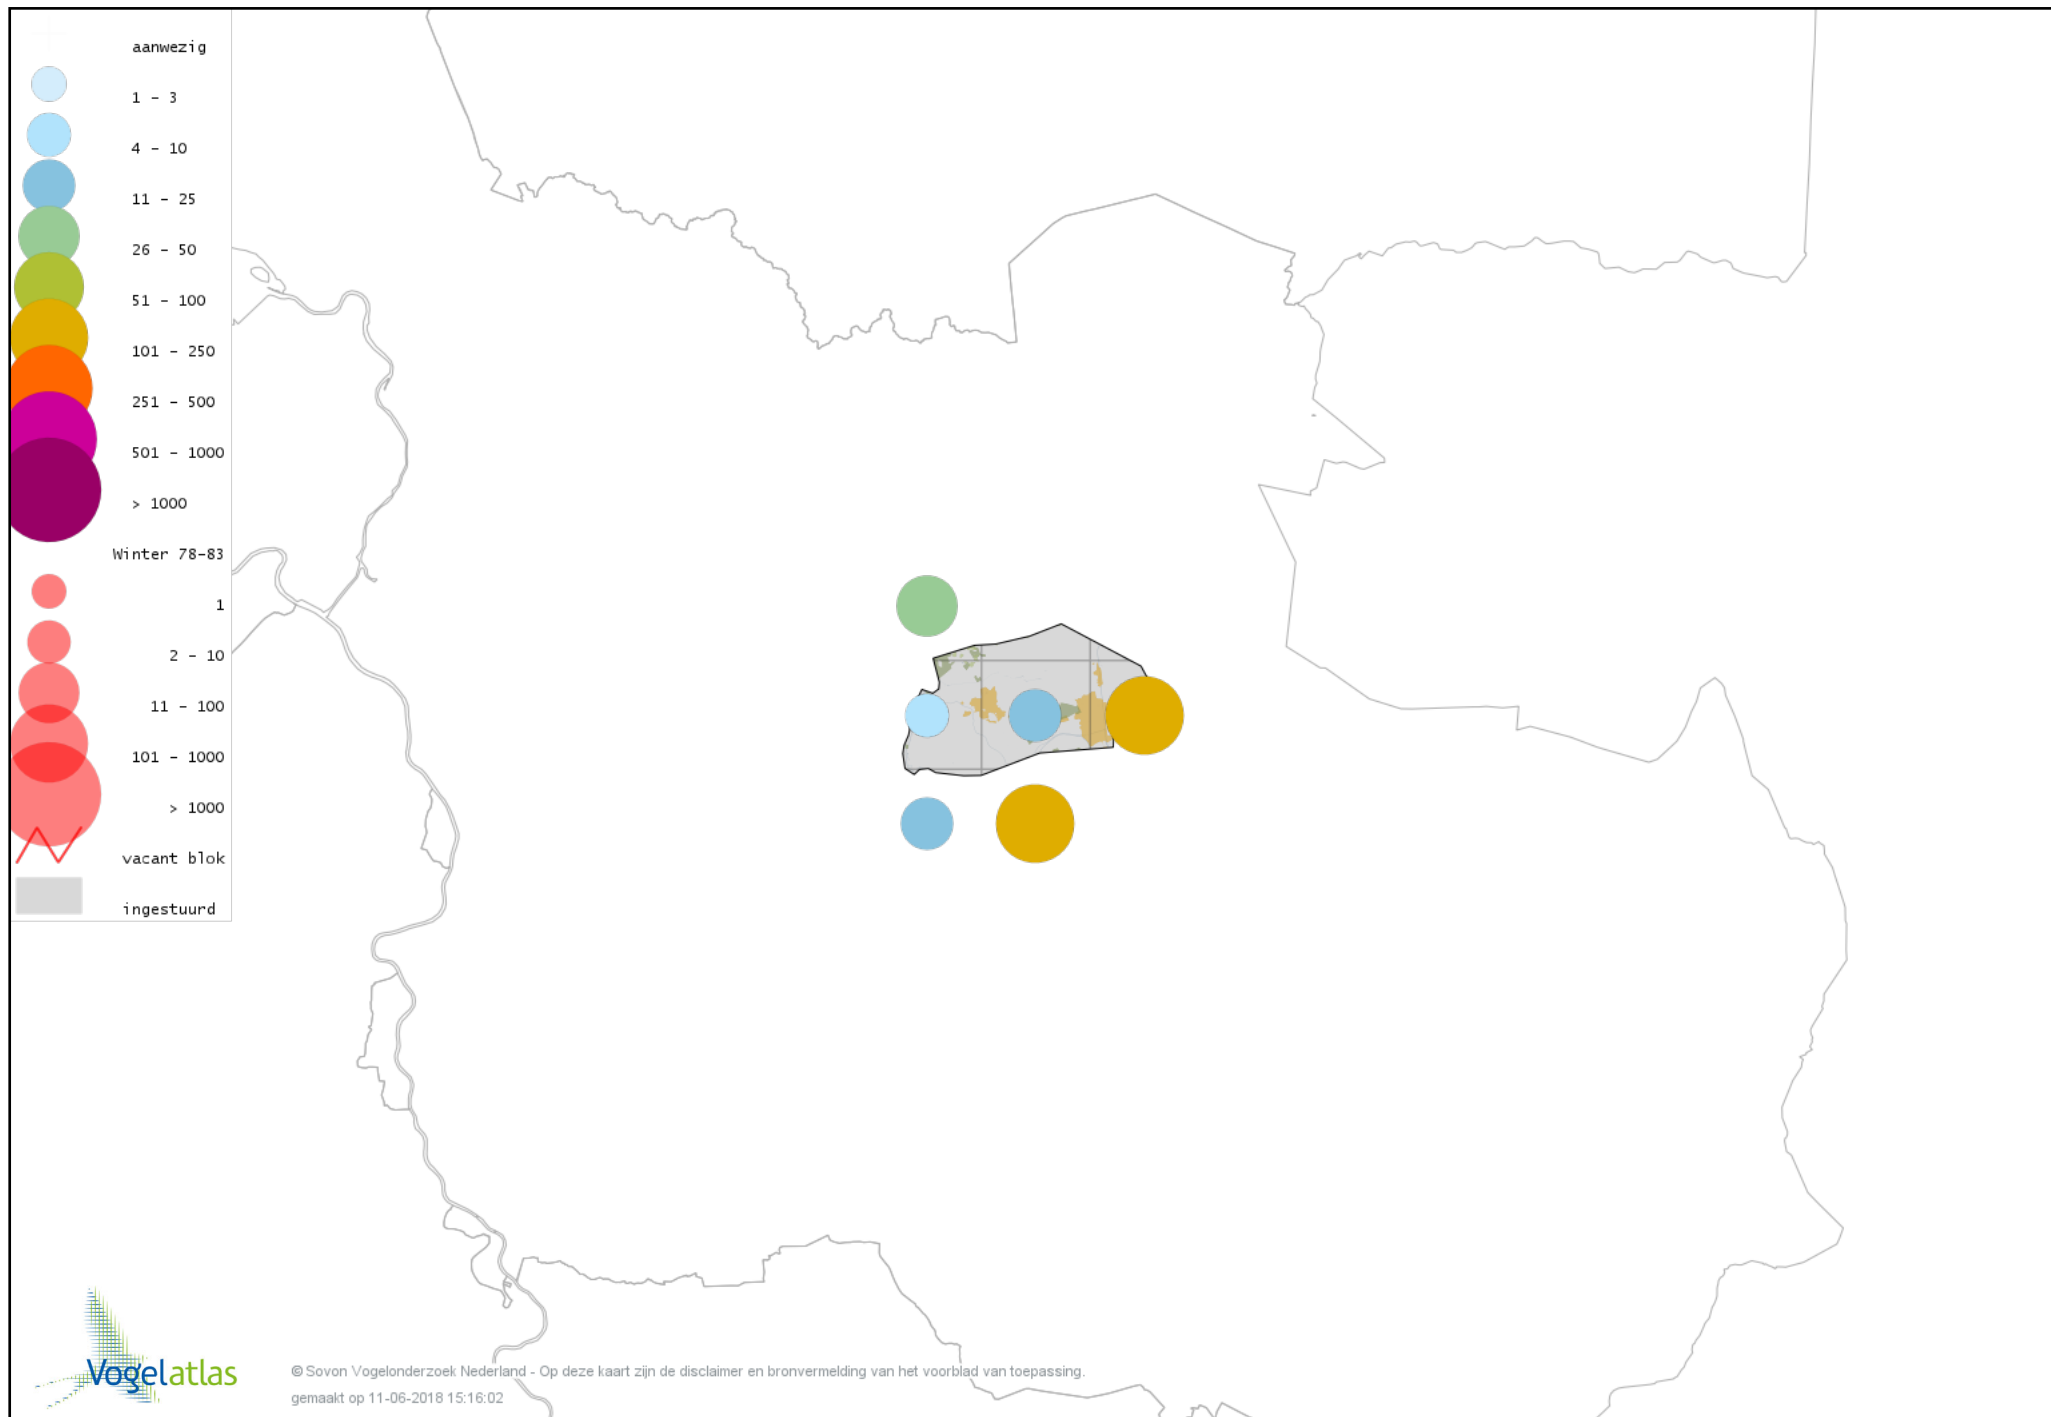 aanwezig
1 - 3
4 - 10
11 - 25
26 - 50
51 - 100
101 - 250
251 - 500
501 - 1000
> 1000
Winter 78-83
1
2 - 10
11 - 100
101 - 1000
> 1000
vacant blok
ingestuurd
Vogelatlas
© Sovon Vogelonderzoek Nederland - Op deze kaart zijn de disclaimer en bronvermelding van het voorblad van toepassing.
gemaakt op 11-06-2018 15:16:02